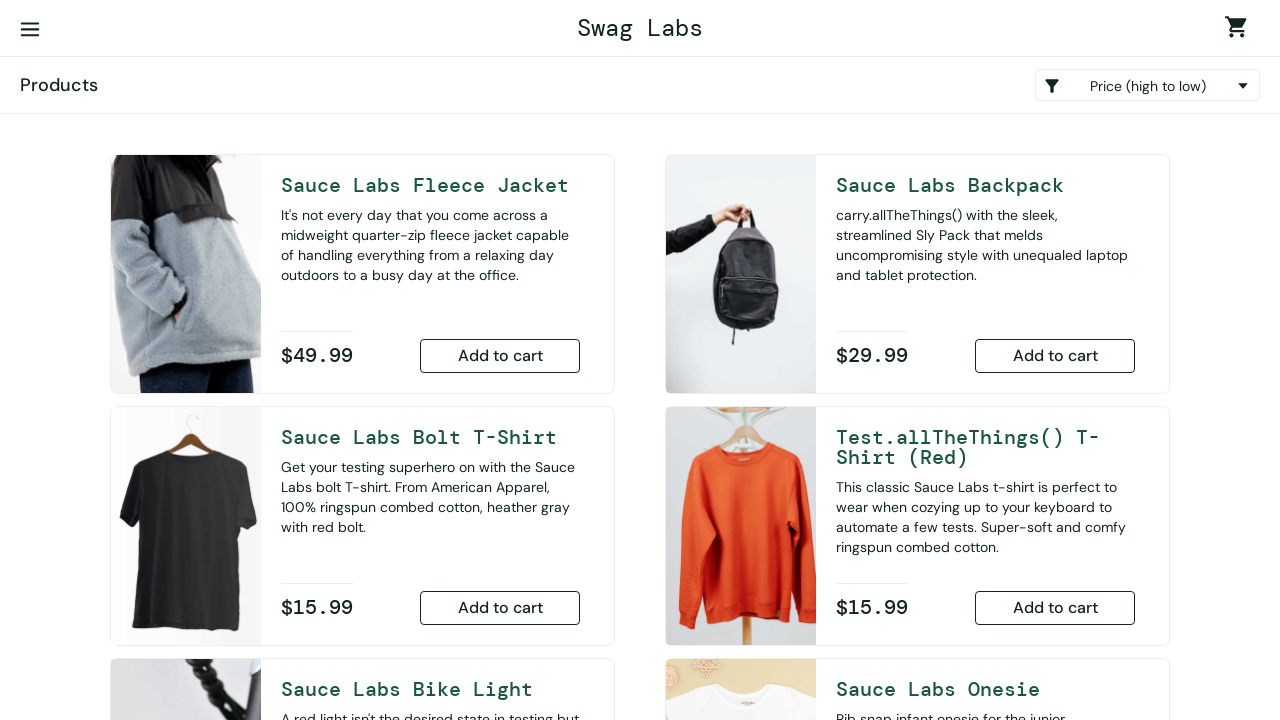 Swag Labs
Products
Price (high to low)
Sauce Labs Fleece Jacket
It's not every day that you come across a
midweight quarter-zip fleece jacket capable
of handling everything from a relaxing day
outdoors to a busy day at the office.
$49.99
Add to cart
Sauce Labs Backpack
carry.allTheThings() with the sleek,
streamlined Sly Pack that melds
uncompromising style with unequaled laptop
and tablet protection.
$29.99
Add to cart
Sauce Labs Bolt T-Shirt
Get your testing superhero on with the Sauce
Labs bolt T-shirt. From American Apparel,
100% ringspun combed cotton, heather gray
with red bolt.
$15.99
Add to cart
Test.allTheThings() T-
Shirt (Red)
This classic Sauce Labs t-shirt is perfect to
wear when cozying up to your keyboard to
automate a few tests. Super-soft and comfy
ringspun combed cotton.
$15.99
Add to cart
Sauce Labs Bike Light
A red light isn't the desired state in testing but
Sauce Labs Onesie
Rib snap infant onesie for the junior